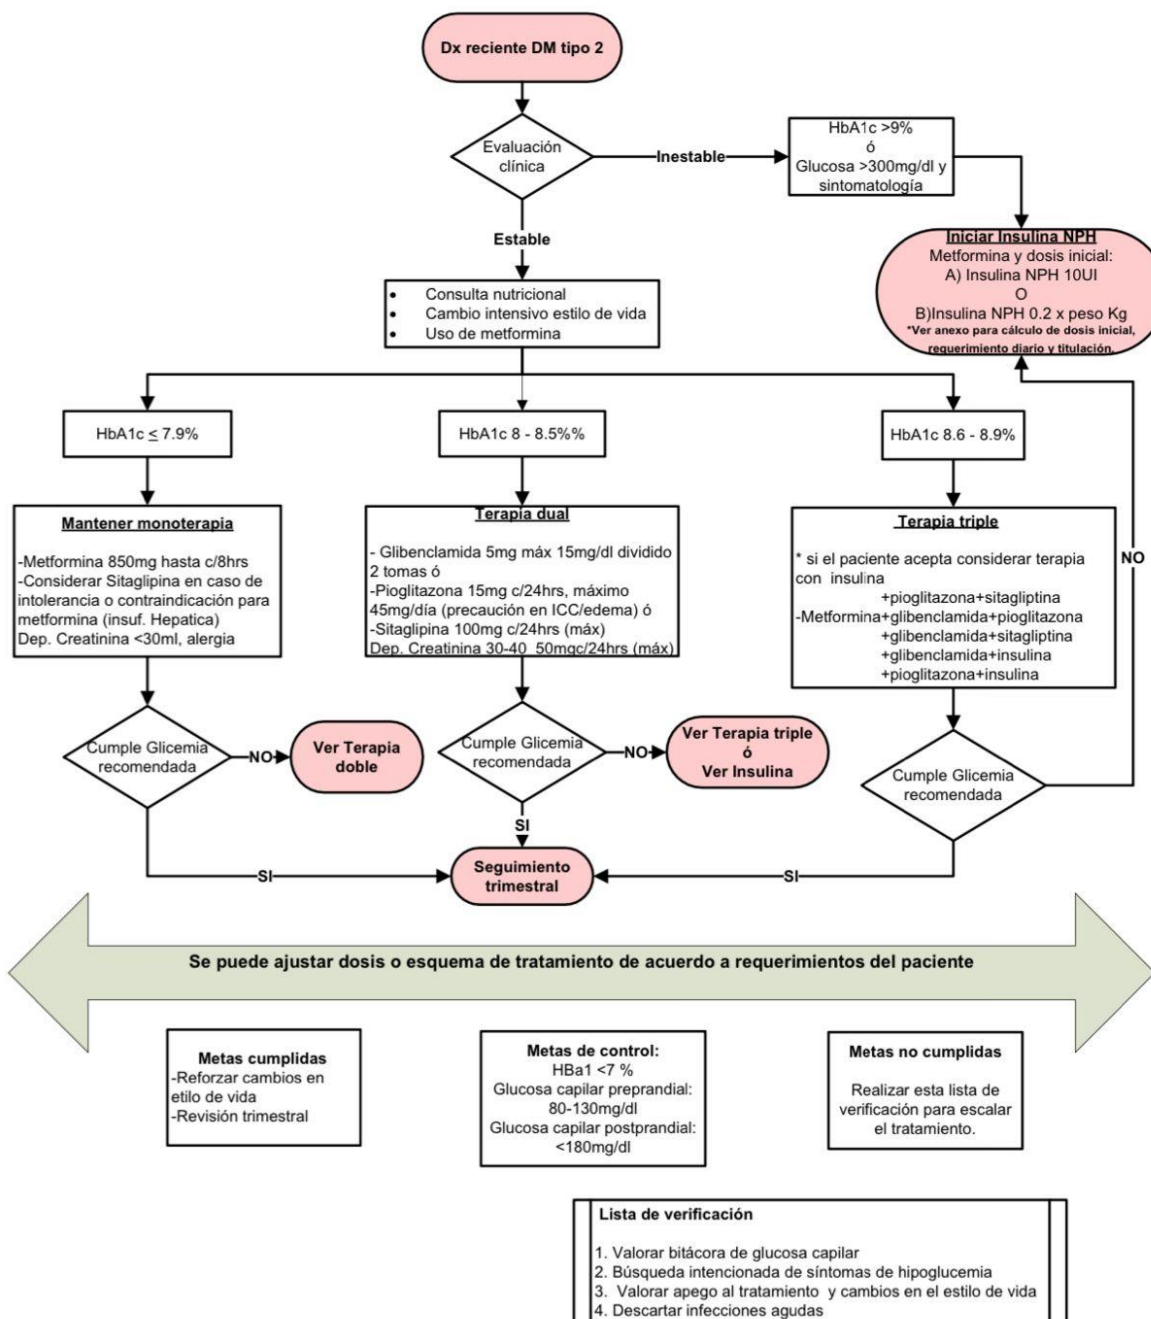 Dx reciente DM tipo 2
Evaluación
clínica
Inestable
HbA1c >9%
ó
Glucosa >300mg/dl y
sintomatología
Estable
Iniciar Insulina NPH
Metformina y dosis inicial:
A) Insulina NPH 10UI
O
B)Insulina NPH 0.2 x peso Kg
*Ver anexo para cálculo de dosis inicial,
requerimiento diario y titulación.
• Consulta nutricional
• Cambio intensivo estilo de vida
• Uso de metformina
HbA1c ≤ 7.9%
HbA1c 8 - 8.5%%
HbA1c 8.6 - 8.9%
Mantener monoterapia
-Metformina 850mg hasta c/8hrs
-Considerar Sitaglipina en caso de
intolerancia o contraindicación para
metformina (insuf. Hepatica)
Dep. Creatinina <30ml, alergia
Terapia dual
- Glibenclamida 5mg máx 15mg/dl dividido
2 tomas ó
-Pioglitazona 15mg c/24hrs, máximo
45mg/día (precaución en ICC/edema) ó
-Sitaglipina 100mg c/24hrs (máx)
Dep. Creatinina 30-40 50mgc/24hrs (máx)
Terapia triple
* si el paciente acepta considerar terapia
con insulina
+pioglitazona+sitagliptina
-Metformina+glibenclamida+pioglitazona
+glibenclamida+sitagliptina
+glibenclamida+insulina
+pioglitazona+insulina
NO
Cumple Glicemia
recomendada
NO
Ver Terapia
doble
Cumple Glicemia
recomendada
NO
Ver Terapia triple
ó
Ver Insulina
Cumple Glicemia
recomendada
SI
SI
Seguimiento
trimestral
SI
Se puede ajustar dosis o esquema de tratamiento de acuerdo a requerimientos del paciente
Metas cumplidas
-Reforzar cambios en
etilo de vida
-Revisión trimestral
Metas de control:
HBa1 <7 %
Glucosa capilar preprandial:
80-130mg/dl
Glucosa capilar postprandial:
<180mg/dl
Metas no cumplidas
Realizar esta lista de
verificación para escalar
el tratamiento.
Lista de verificación
1. Valorar bitácora de glucosa capilar
2. Búsqueda intencionada de síntomas de hipoglucemia
3. Valorar apego al tratamiento y cambios en el estilo de vida
4. Descartar infecciones agudas